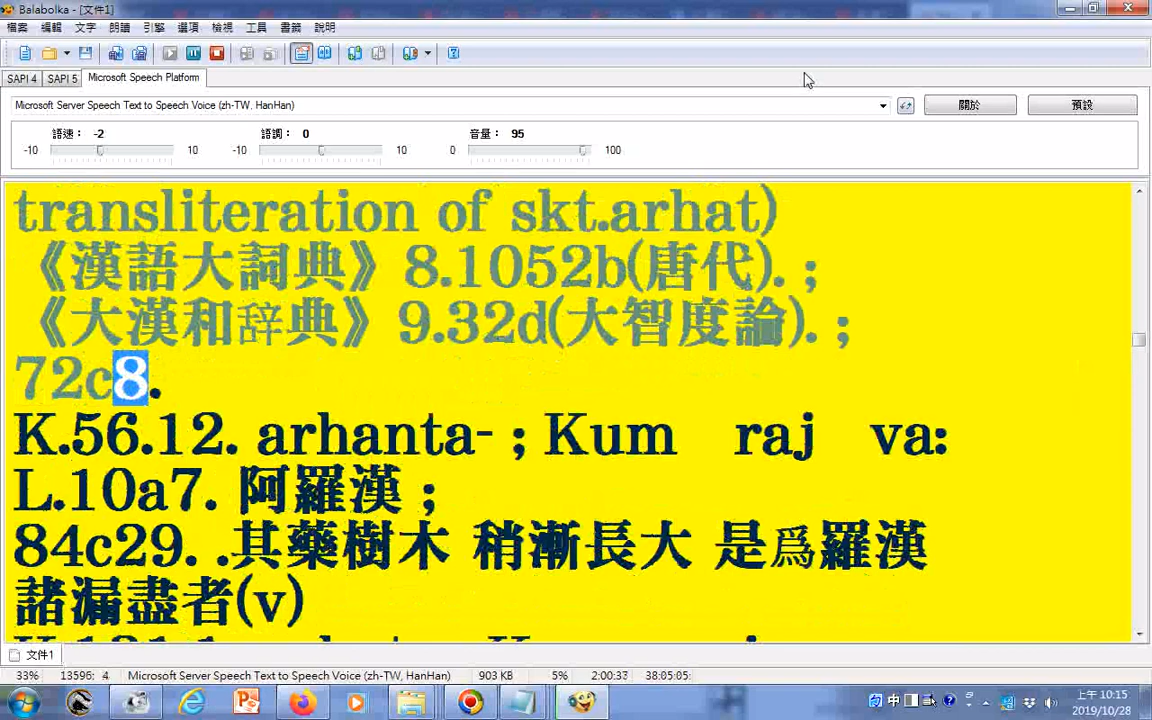 Balabolka - [文件1]
檔案 編輯 文字 朗讀 引擎 選項 檢視 工具 書籤 說明
SAPI 4 SAPI 5 Microsoft Speech Platform
Microsoft Server Speech Text to Speech Voice (zh-TW, HanHan) 關於 預設
語速： -2 語調： 0 音量： 95
-10 10 -10 10 0 100
transliteration of skt.arhat)
《漢語大詞典》 8.1052b(唐代). ;
《大漢和辞典》 9.32d(大智度論). ;
72c8.
K.56.12. arhanta- ; Kum raj va:
L.10a7. 阿羅漢 ;
84c29. .其藥樹木 稍漸長大 是爲羅漢
諸漏盡者(v)
文件1
33% 13596: 4 Microsoft Server Speech Text to Speech Voice (zh-TW, HanHan) 903 KB 5% 2:00:37 38:05:05:
中 上午 10:15
2019/10/28